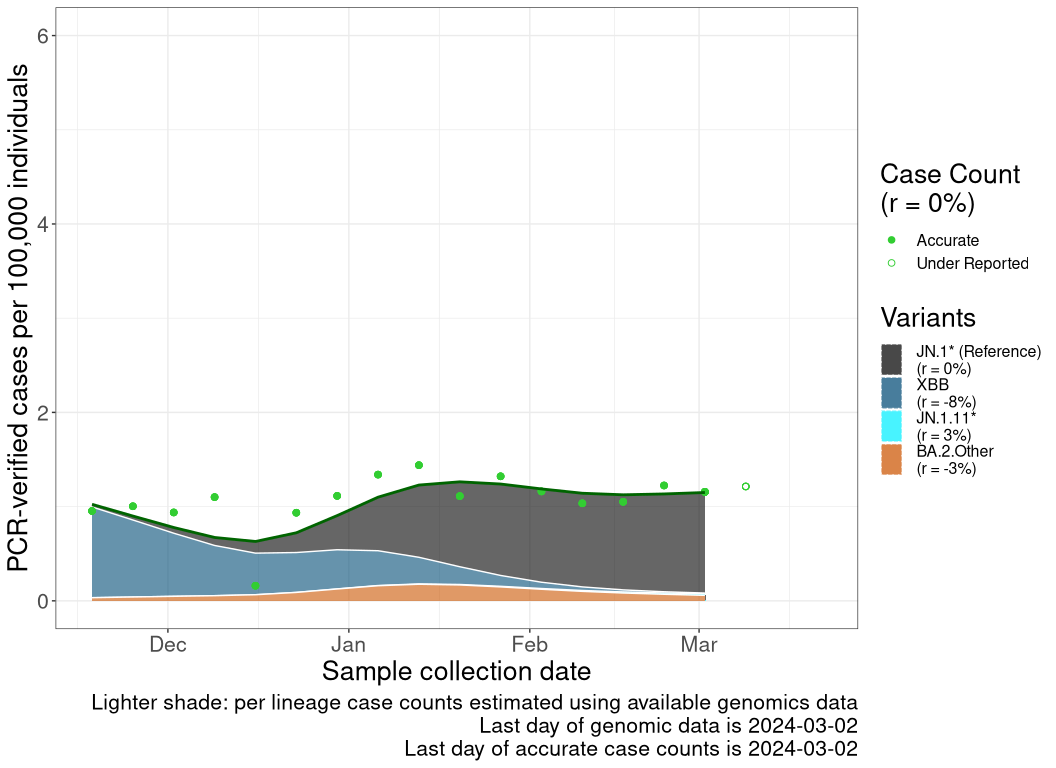 PCR-verified cases per 100,000 individuals
6
4
2
0
Dec
Jan
Feb
Mar
Sample collection date
Lighter shade: per lineage case counts estimated using available genomics data
Last day of genomic data is 2024-03-02
Last day of accurate case counts is 2024-03-02
Case Count
(r = 0%)
Accurate
Under Reported
Variants
JN.1* (Reference)
(r = 0%)
XBB
(r = -8%)
JN.1.11*
(r = 3%)
BA.2.Other
(r = -3%)